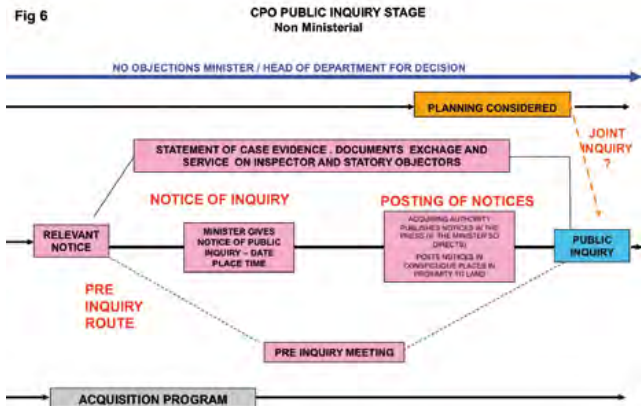 Fig 6
CPO PUBLIC INQUIRY STAGE
Non Ministerial
NO OBJECTIONS MINISTER / HEAD OF DEPARTMENT FOR DECISION
PLANNING CONSIDERED
JOINT
INQUIRY
?
STATEMENT OF CASE EVIDENCE . DOCUMENTS EXCHAGE AND
SERVICE ON INSPECTOR AND STATORY OBJECTORS
NOTICE OF INQUIRY
POSTING OF NOTICES
RELEVANT
NOTICE
MINISTER GIVES
NOTICE OF PUBLIC
INQUIRY – DATE
PLACE TIME
ACQUIRING AUTHORITY
PUBLISHED NOTICES IN THE
PRESS (IF THE MINISTER SO
DIRECTS)
POSTS NOTICES IN
CONSPICUOUS PLACES IN
PROXIMITY TO LAND
PUBLIC
INQUIRY
PRE
INQUIRY
ROUTE
PRE INQUIRY MEETING
ACQUISITION PROGRAM